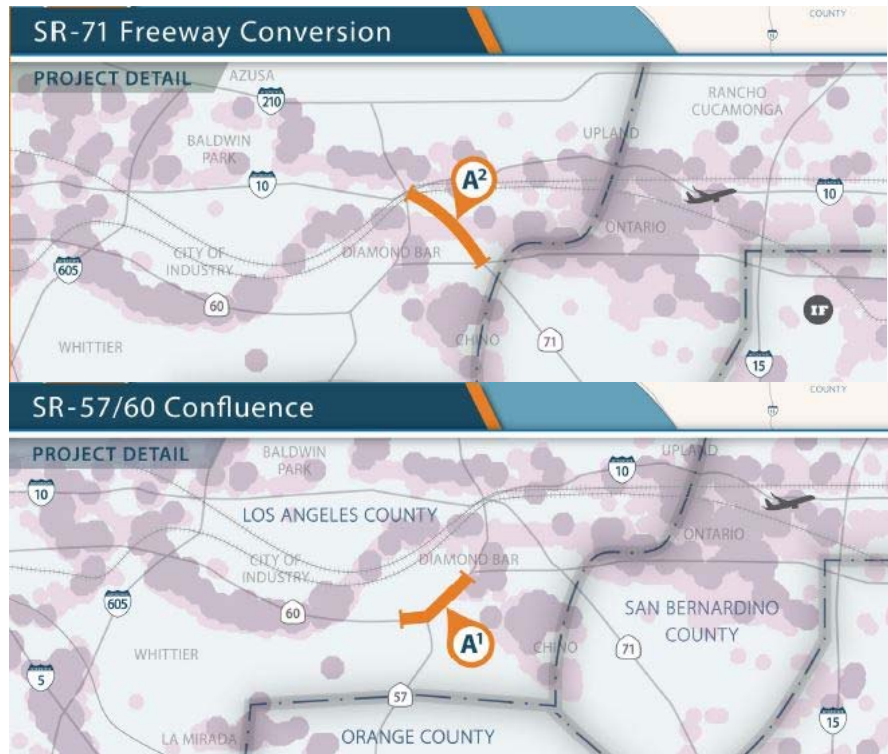 COUNTY
SR-71 Freeway Conversion
15
PROJECT DETAIL
AZUSA
210
RANCHO
CUCAMONGA
BALDWIN
PARK
UPLAND
10
A²
10
CITY OF
INDUSTRY
DIAMOND BAR
ONTARIO
605
60
IF
WHITTIER
CHINO
71
15
COUNTY
SR-57/60 Confluence
15
PROJECT DETAIL
BALDWIN
PARK
UPLAND
10
10
LOS ANGELES COUNTY
ONTARIO
CITY OF
INDUSTRY
DIAMOND BAR
605
60
SAN BERNARDINO
COUNTY
A¹
WHITTIER
CHINO
71
5
57
15
LA MIRADA
ORANGE COUNTY